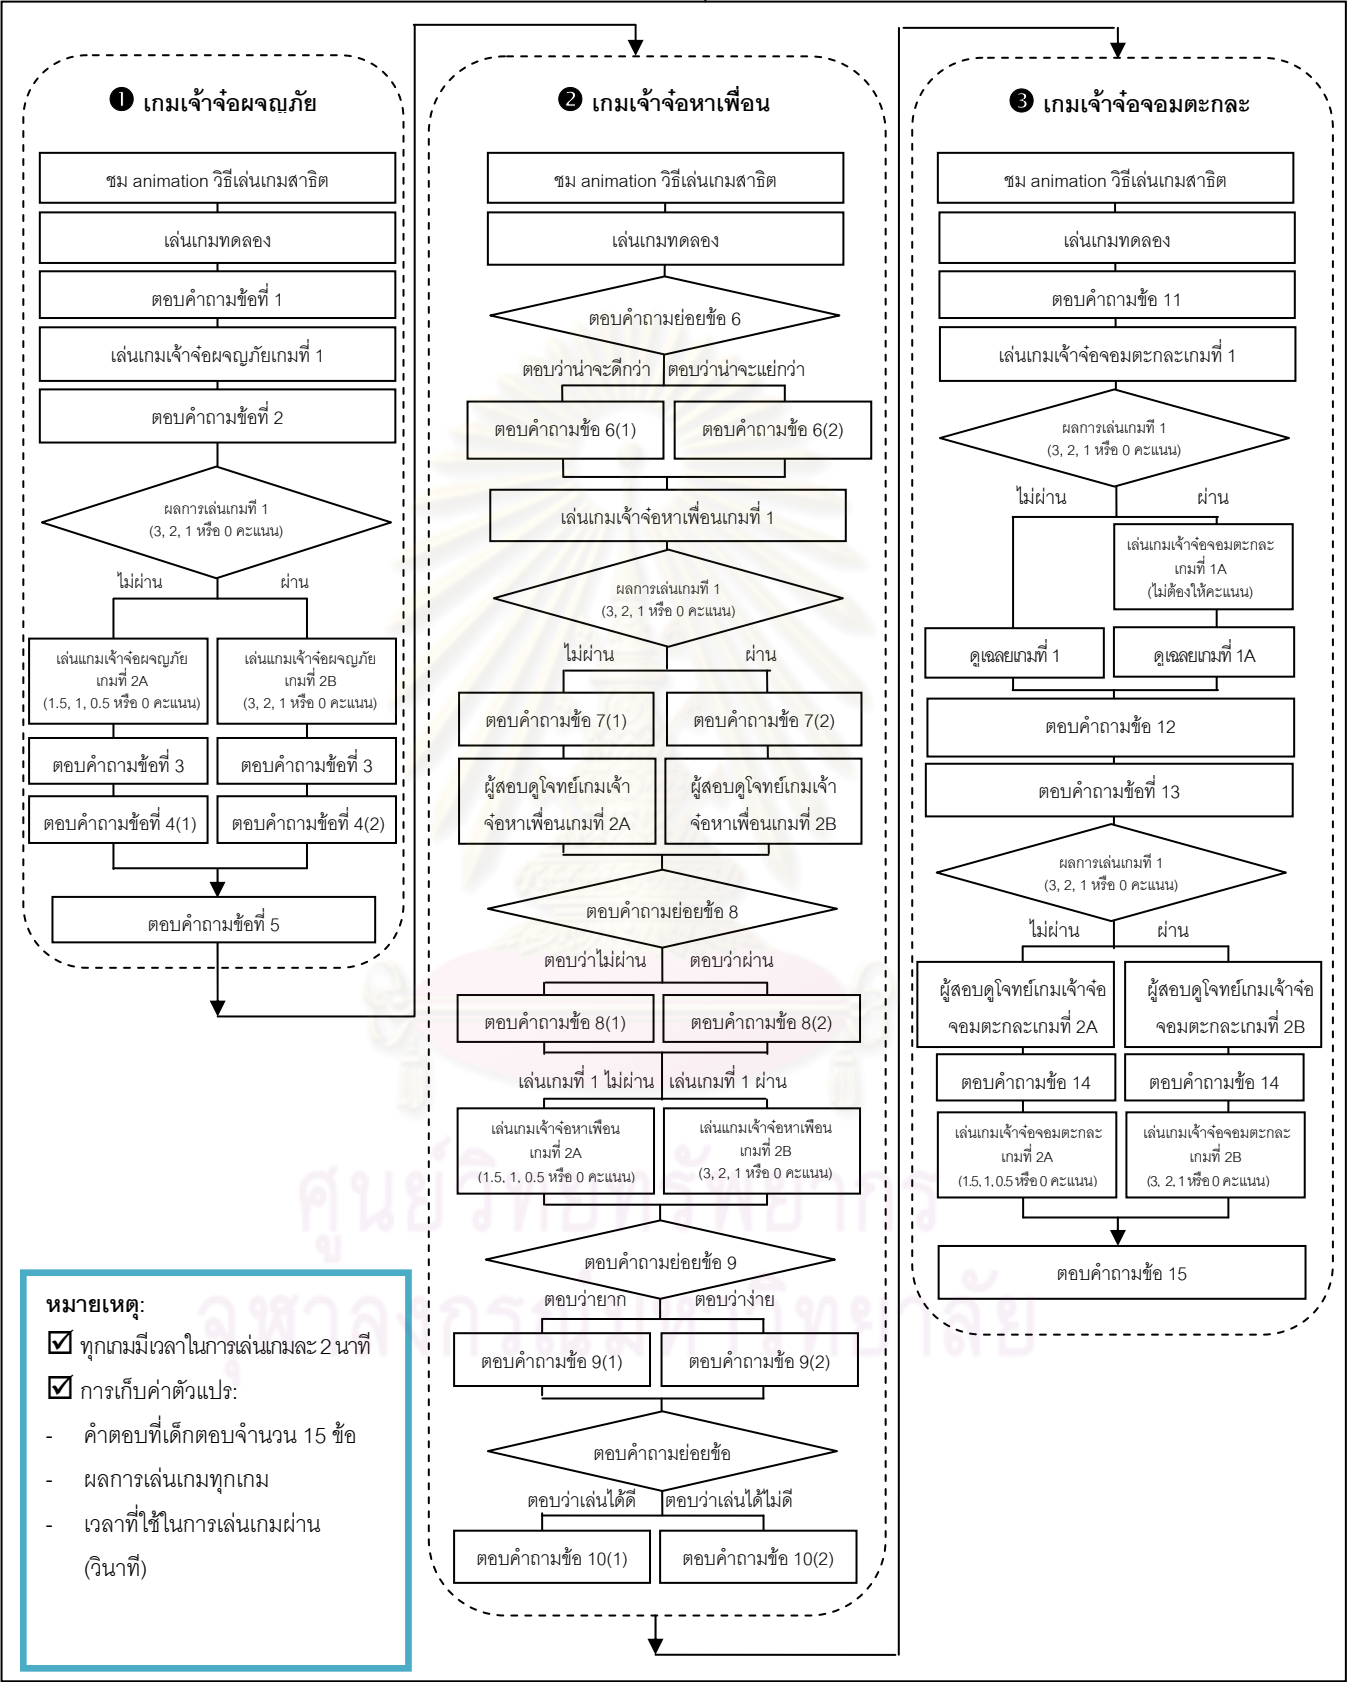 ❶ เกมเจ้าจ๋อผจญภัย
ชม animation วิธีเล่นเกมสาธิต
เล่นเกมทดลอง
ตอบคำถามข้อที่ 1
เล่นเกมเจ้าจ๋อผจญภัยเกมที่ 1
ตอบคำถามข้อที่ 2
ผลการเล่นเกมที่ 1
(3, 2, 1 หรือ 0 คะแนน)
ไม่ผ่าน
ผ่าน
เล่นแกมเจ้าจ๋อผจญภัย
เกมที่ 2A
(1.5, 1, 0.5 หรือ 0 คะแนน)
เล่นแกมเจ้าจ๋อผจญภัย
เกมที่ 2B
(3, 2, 1 หรือ 0 คะแนน)
ตอบคำถามข้อที่ 3
ตอบคำถามข้อที่ 3
ตอบคำถามข้อที่ 4(1)
ตอบคำถามข้อที่ 4(2)
ตอบคำถามข้อที่ 5
❷ เกมเจ้าจ๋อหาเพื่อน
ชม animation วิธีเล่นเกมสาธิต
เล่นเกมทดลอง
ตอบคำถามย่อยข้อ 6
ตอบว่าน่าจะดีกว่า
ตอบว่าน่าจะแย่กว่า
ตอบคำถามข้อ 6(1)
ตอบคำถามข้อ 6(2)
เล่นเกมเจ้าจ๋อหาเพื่อนเกมที่ 1
ผลการเล่นเกมที่ 1
(3, 2, 1 หรือ 0 คะแนน)
ไม่ผ่าน
ผ่าน
ตอบคำถามข้อ 7(1)
ตอบคำถามข้อ 7(2)
ผู้สอบดูโจทย์เกมเจ้า
จ๋อหาเพื่อนเกมที่ 2A
ผู้สอบดูโจทย์เกมเจ้า
จ๋อหาเพื่อนเกมที่ 2B
ตอบคำถามย่อยข้อ 8
ตอบว่าไม่ผ่าน
ตอบว่าผ่าน
ตอบคำถามข้อ 8(1)
ตอบคำถามข้อ 8(2)
เล่นเกมที่ 1 ไม่ผ่าน
เล่นเกมที่ 1 ผ่าน
เล่นเกมเจ้าจ๋อหาเพื่อน
เกมที่ 2A
(1.5, 1, 0.5 หรือ 0 คะแนน)
เล่นแกมเจ้าจ๋อหาเพื่อน
เกมที่ 2B
(3, 2, 1 หรือ 0 คะแนน)
ตอบคำถามย่อยข้อ 9
ตอบว่ายาก
ตอบว่าง่าย
ตอบคำถามข้อ 9(1)
ตอบคำถามข้อ 9(2)
ตอบคำถามย่อยข้อ
ตอบว่าเล่นได้ดี
ตอบว่าเล่นได้ไม่ดี
ตอบคำถามข้อ 10(1)
ตอบคำถามข้อ 10(2)
❸ เกมเจ้าจ๋อจอมตะกละ
ชม animation วิธีเล่นเกมสาธิต
เล่นเกมทดลอง
ตอบคำถามข้อ 11
เล่นเกมเจ้าจ๋อจอมตะกละเกมที่ 1
ผลการเล่นเกมที่ 1
(3, 2, 1 หรือ 0 คะแนน)
ไม่ผ่าน
ผ่าน
เล่นเกมเจ้าจ๋อจอมตะกละ
เกมที่ 1A
(ไม่ต้องให้คะแนน)
ดูเฉลยเกมที่ 1
ดูเฉลยเกมที่ 1A
ตอบคำถามข้อ 12
ตอบคำถามข้อที่ 13
ผลการเล่นเกมที่ 1
(3, 2, 1 หรือ 0 คะแนน)
ไม่ผ่าน
ผ่าน
ผู้สอบดูโจทย์เกมเจ้าจ๋อ
จอมตะกละเกมที่ 2A
ผู้สอบดูโจทย์เกมเจ้าจ๋อ
จอมตะกละเกมที่ 2B
ตอบคำถามข้อ 14
ตอบคำถามข้อ 14
เล่นเกมเจ้าจ๋อจอมตะกละ
เกมที่ 2A
(1.5, 1, 0.5 หรือ 0 คะแนน)
เล่นเกมเจ้าจ๋อจอมตะกละ
เกมที่ 2B
(3, 2, 1 หรือ 0 คะแนน)
ตอบคำถามข้อ 15
หมายเหตุ:
☑ ทุกเกมมีเวลาในการเล่นเกมละ 2 นาที
☑ การเก็บค่าตัวแปร:
- คำตอบที่เด็กตอบจำนวน 15 ข้อ
- ผลการเล่นเกมทุกเกม
- เวลาที่ใช้ในการเล่นเกมผ่าน
(วินาที)
ศูนย์วิทยทรัพยากร
จุฬาลงกรณ์มหาวิทยาลัย